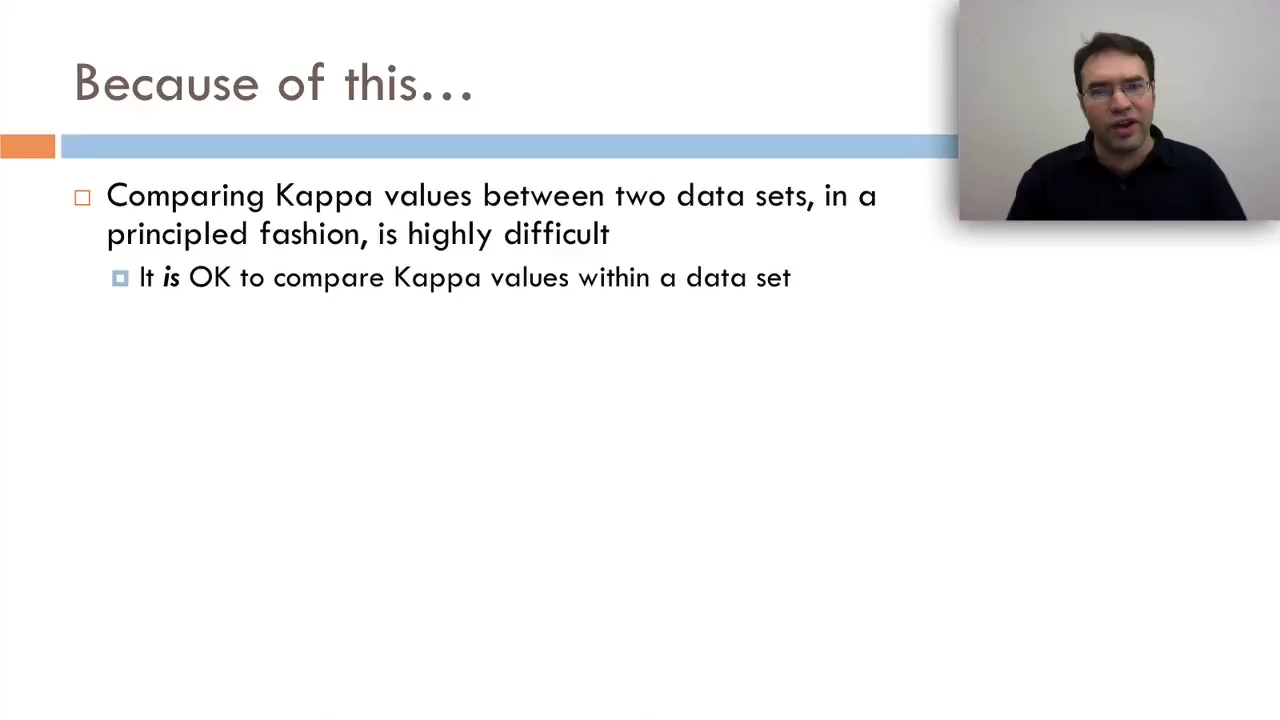 Because of this…
Comparing Kappa values between two data sets, in a
principled fashion, is highly difficult
It is OK to compare Kappa values within a data set